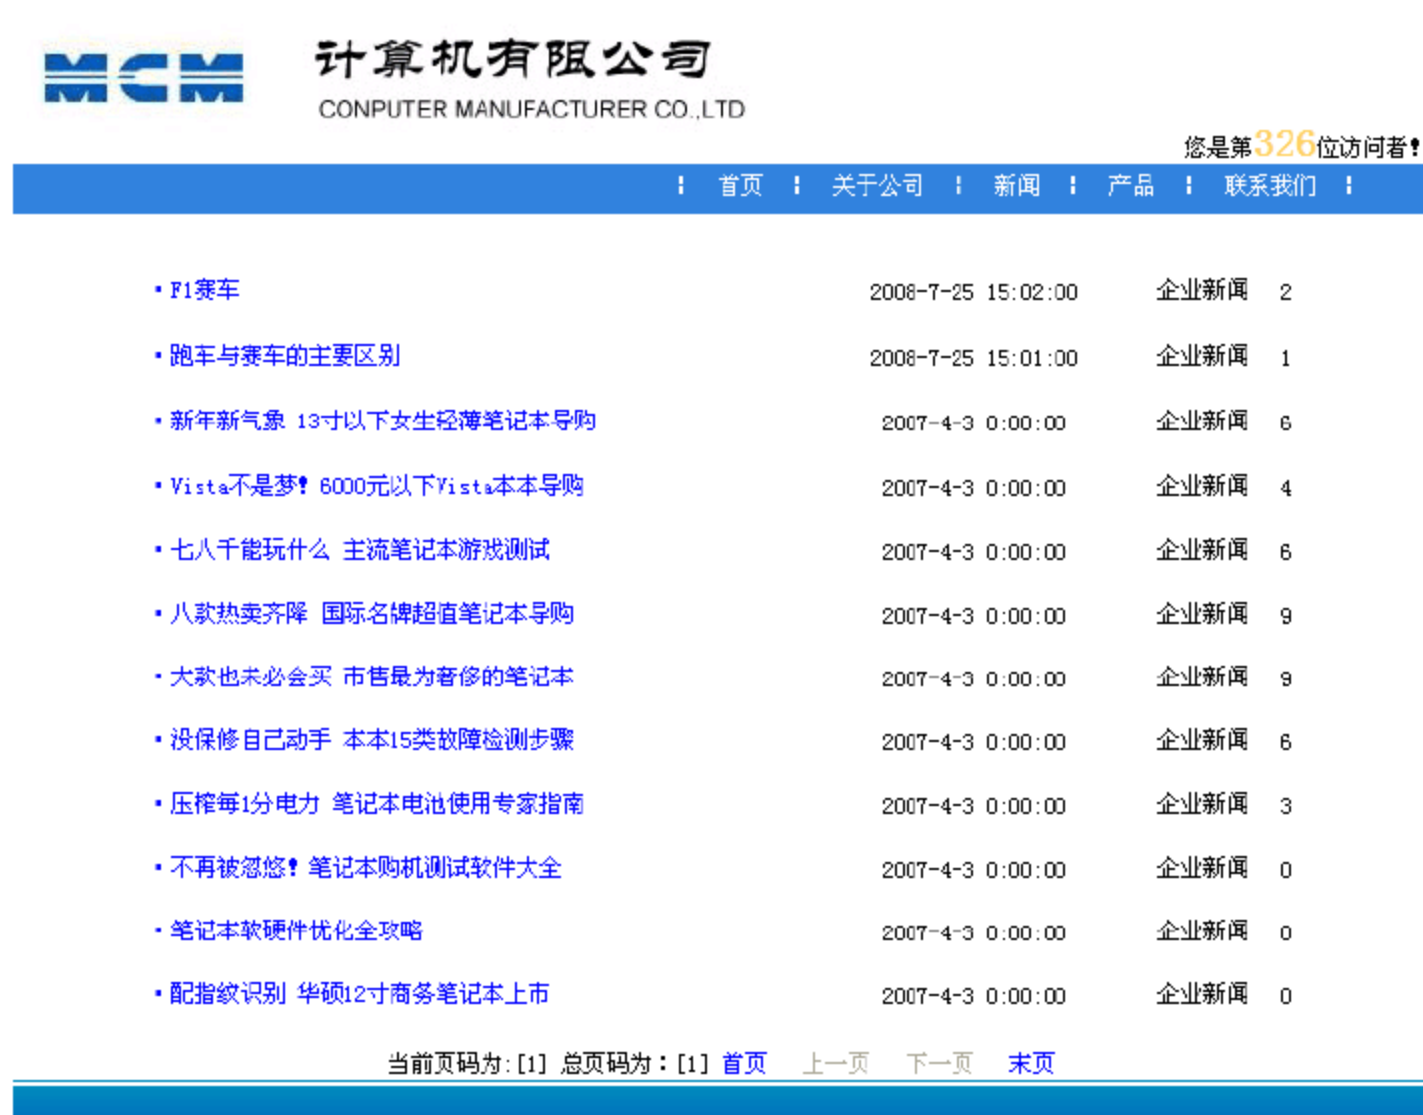 MCM
计算机有限公司
CONPUTER MANUFACTURER CO.,LTD
您是第326位访问者!
¦ 首页 ¦ 关于公司 ¦ 新闻 ¦ 产品 ¦ 联系我们 ¦
▪ F1赛车 2008-7-25 15:02:00 企业新闻 2
▪ 跑车与赛车的主要区别 2008-7-25 15:01:00 企业新闻 1
▪ 新年新气象 13寸以下女生轻薄笔记本导购 2007-4-3 0:00:00 企业新闻 6
▪ Vista不是梦! 6000元以下Vista本本导购 2007-4-3 0:00:00 企业新闻 4
▪ 七八千能玩什么 主流笔记本游戏测试 2007-4-3 0:00:00 企业新闻 6
▪ 八款热卖齐降 国际名牌超值笔记本导购 2007-4-3 0:00:00 企业新闻 9
▪ 大款也未必会买 市售最为奢侈的笔记本 2007-4-3 0:00:00 企业新闻 9
▪ 没保修自己动手 本本15类故障检测步骤 2007-4-3 0:00:00 企业新闻 6
▪ 压榨每1分电力 笔记本电池使用专家指南 2007-4-3 0:00:00 企业新闻 3
▪ 不再被忽悠! 笔记本购机测试软件大全 2007-4-3 0:00:00 企业新闻 0
▪ 笔记本软硬件优化全攻略 2007-4-3 0:00:00 企业新闻 0
▪ 配指纹识别 华硕12寸商务笔记本上市 2007-4-3 0:00:00 企业新闻 0
当前页码为:[1] 总页码为:[1] 首页 上一页 下一页 末页